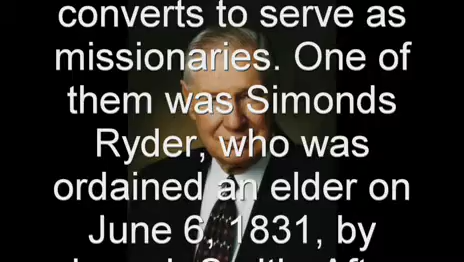 converts to serve as
missionaries. One of
them was Simonds
Ryder, who was
ordained an elder on
June 6, 1831, by